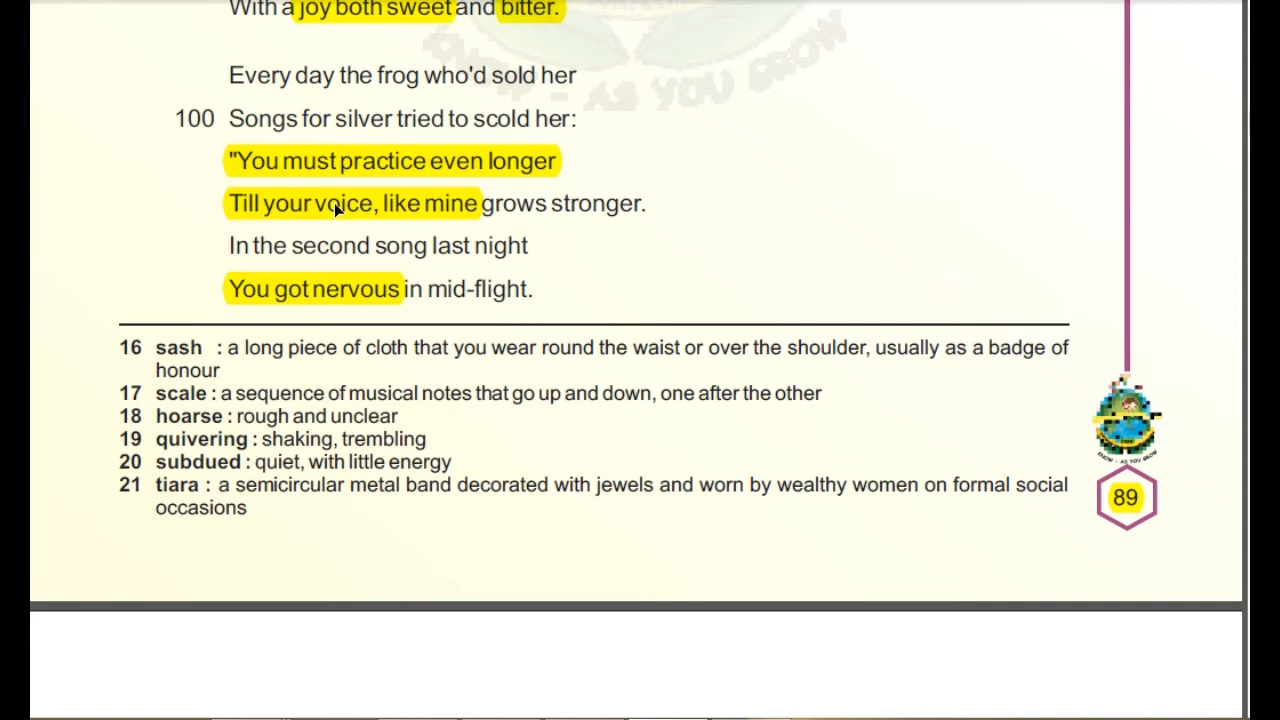 With a joy both sweet and bitter.
Every day the frog who'd sold her
100 Songs for silver tried to scold her:
"You must practice even longer
Till your voice, like mine grows stronger.
In the second song last night
You got nervous in mid-flight.
16 sash : a long piece of cloth that you wear round the waist or over the shoulder, usually as a badge of
honour
17 scale : a sequence of musical notes that go up and down, one after the other
18 hoarse : rough and unclear
19 quivering : shaking, trembling
20 subdued : quiet, with little energy
21 tiara : a semicircular metal band decorated with jewels and worn by wealthy women on formal social
occasions
KNOW - AS YOU GROW
89